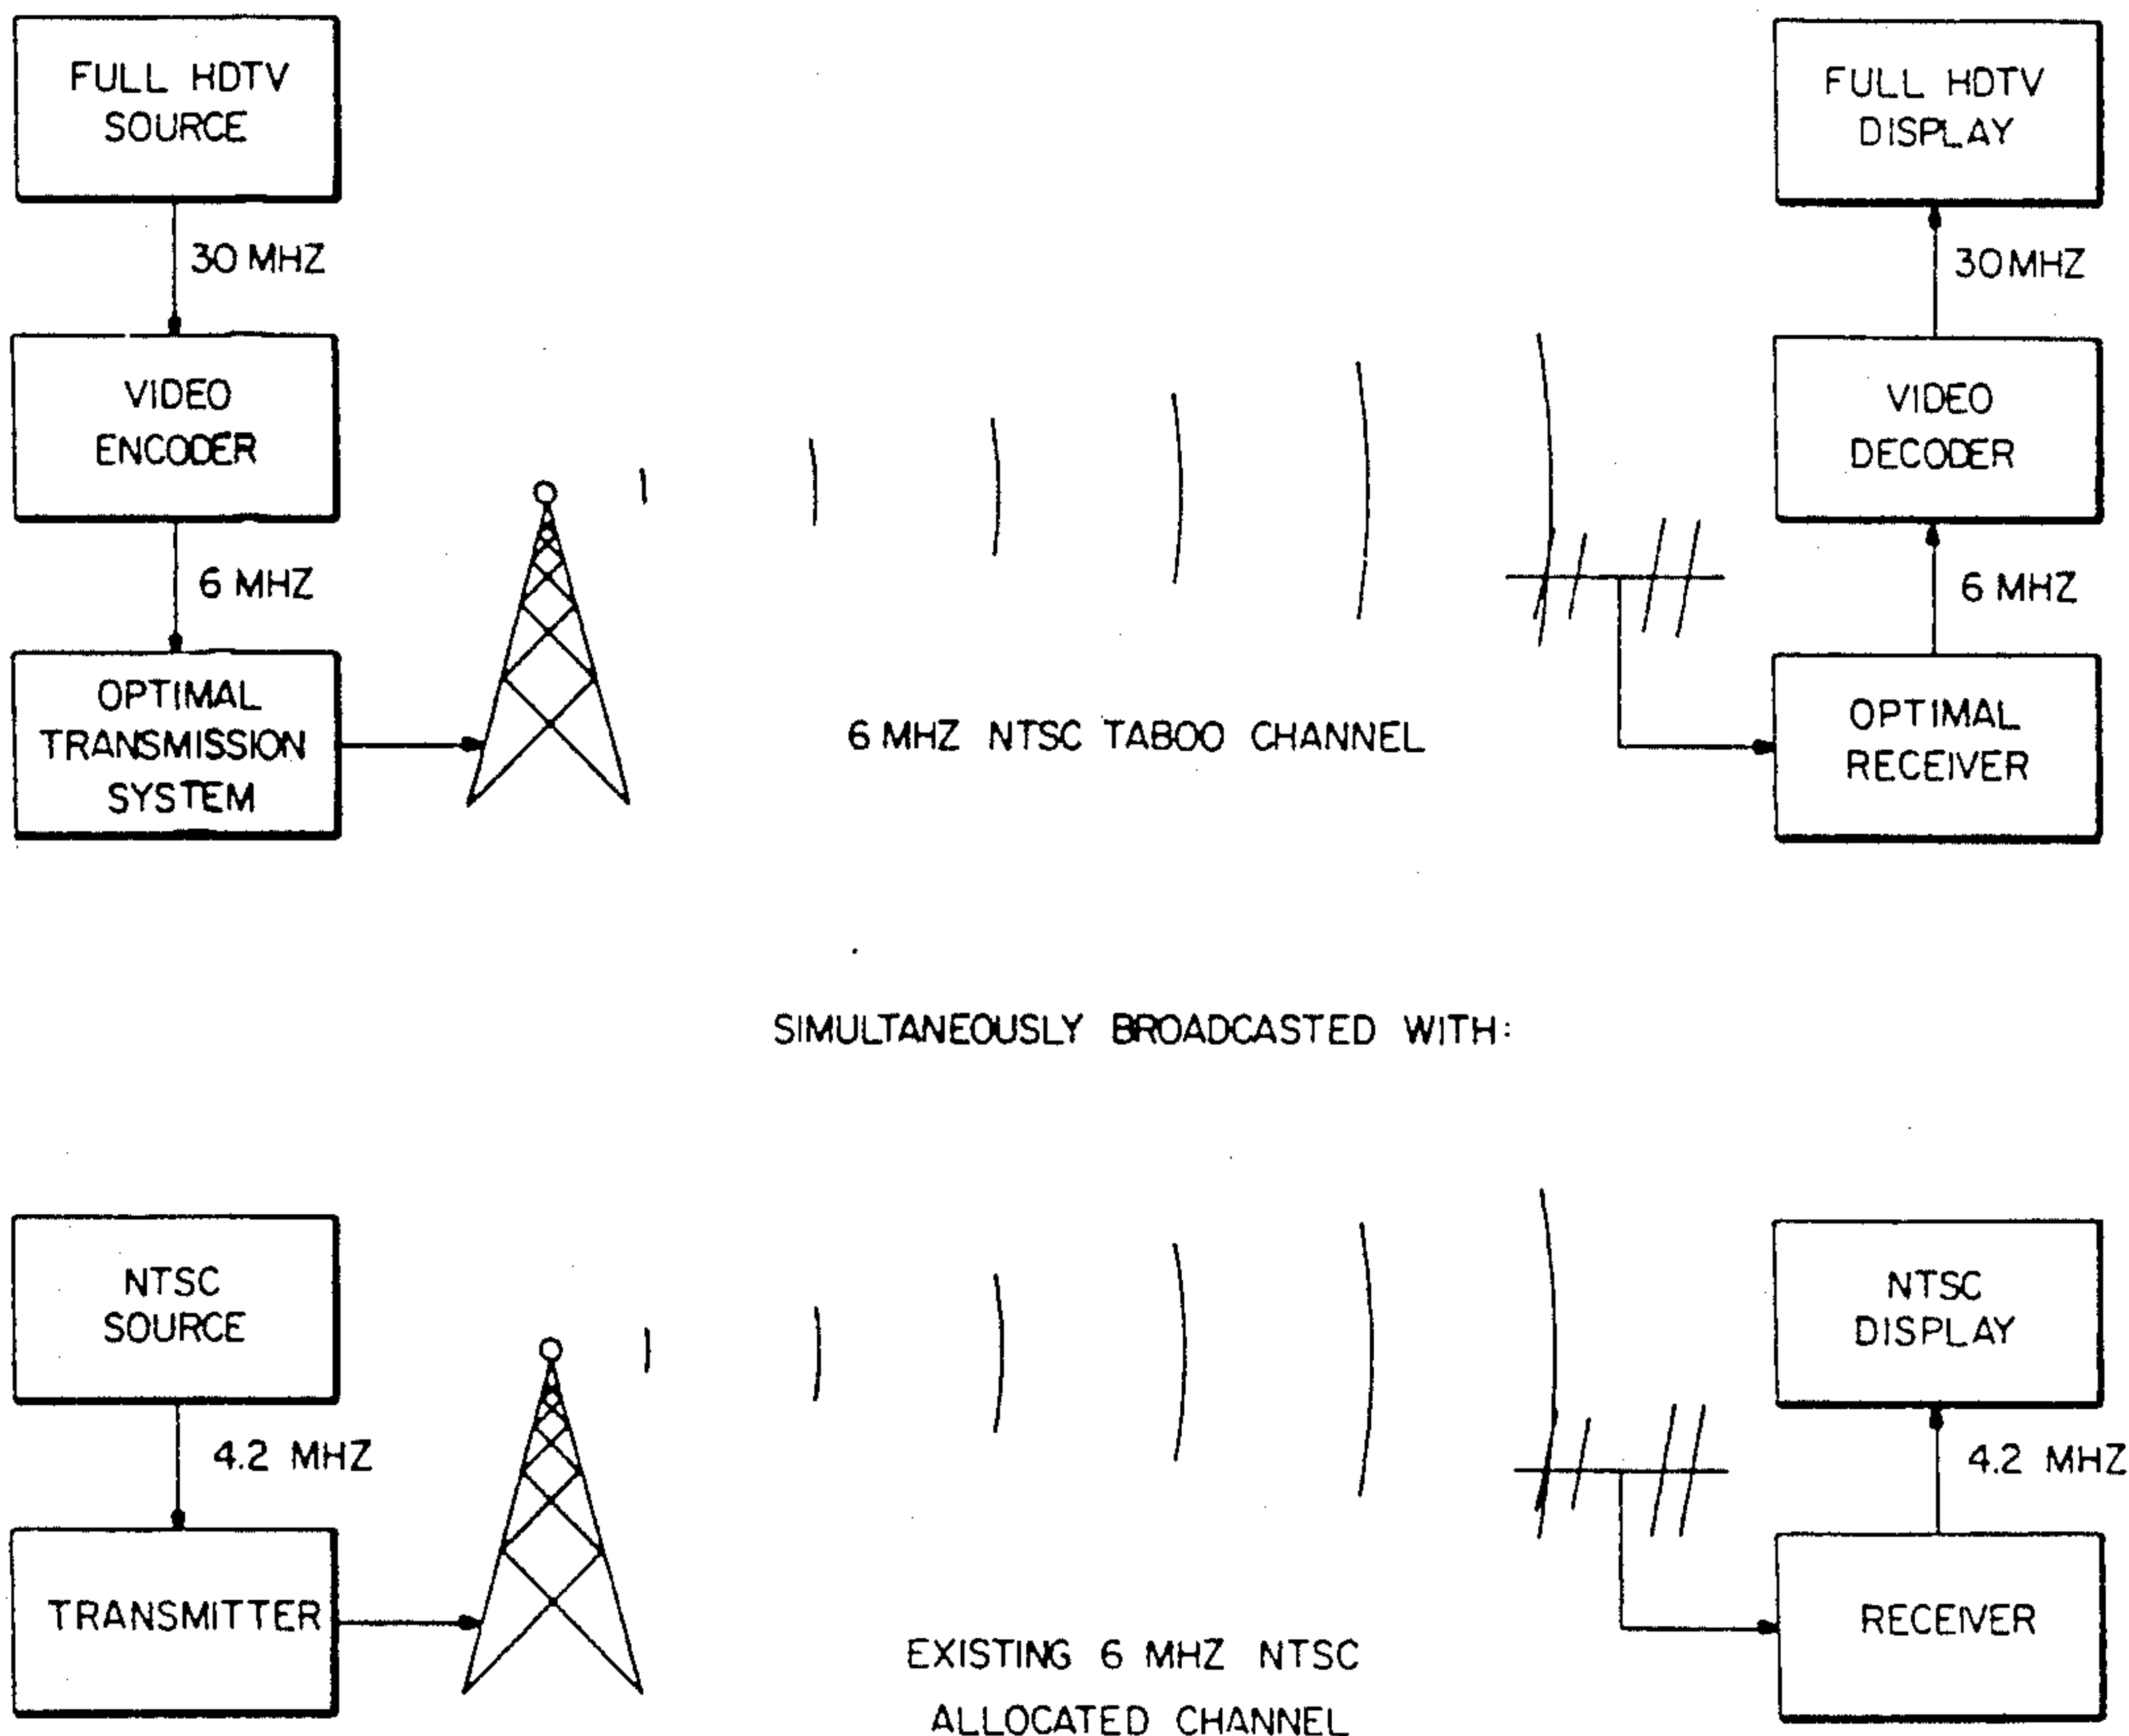 FULL HDTV
SOURCE
30 MHZ
VIDEO
ENCODER
6 MHZ
OPTIMAL
TRANSMISSION
SYSTEM
6 MHZ NTSC TABOO CHANNEL
FULL HDTV
DISPLAY
30 MHZ
VIDEO
DECODER
6 MHZ
OPTIMAL
RECEIVER
SIMULTANEOUSLY BROADCASTED WITH:
NTSC
SOURCE
4.2 MHZ
TRANSMITTER
EXISTING 6 MHZ NTSC
ALLOCATED CHANNEL
NTSC
DISPLAY
4.2 MHZ
RECEIVER